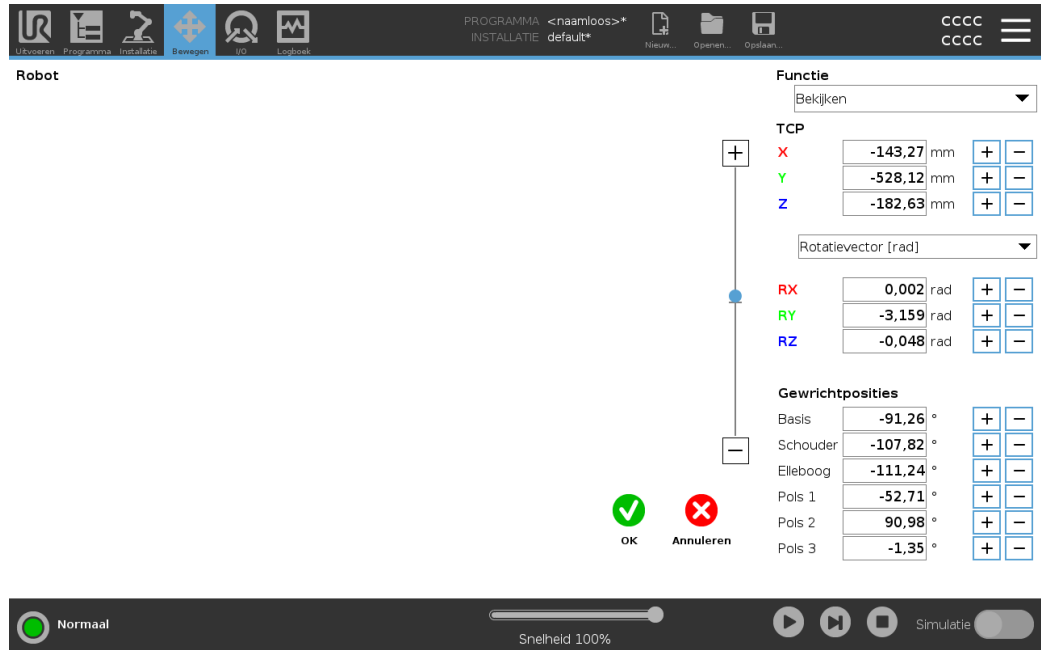 UR
PROGRAMMA <naamloos>*
INSTALLATIE default*
cccc
cccc
Uitvoeren Programma Installatie Bewegen I/O Logboek Nieuw... Openen... Opslaan...
Robot
Functie
Bekijken
TCP
X -143,27 mm + −
Y -528,12 mm + −
Z -182,63 mm + −
Rotatievector [rad]
RX 0,002 rad + −
RY -3,159 rad + −
RZ -0,048 rad + −
Gewrichtposities
Basis -91,26 ° + −
Schouder -107,82 ° + −
Elleboog -111,24 ° + −
Pols 1 -52,71 ° + −
Pols 2 90,98 ° + −
Pols 3 -1,35 ° + −
OK Annuleren
Normaal
Snelheid 100%
Simulatie